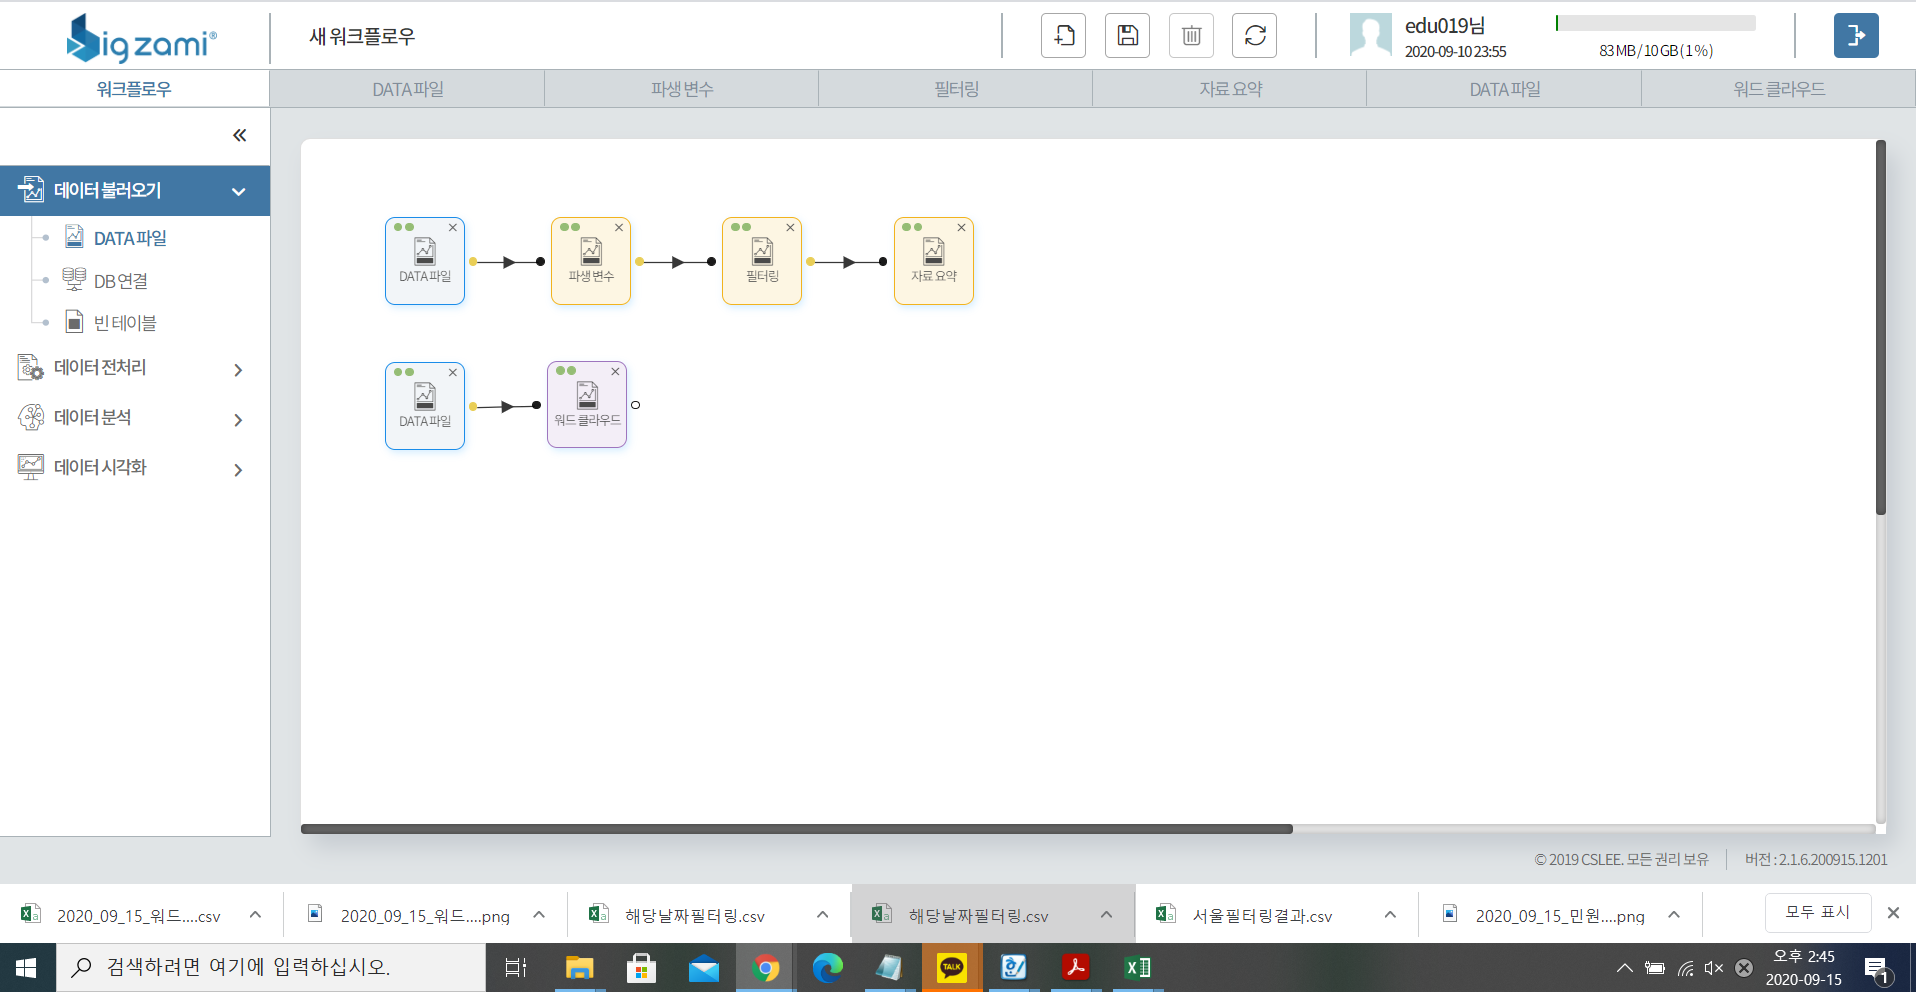 Bigzami®
새 워크플로우
edu019님
2020-09-10 23:55
83MB/10GB(1%)
워크플로우
DATA 파일
파생 변수
필터링
자료 요약
DATA 파일
워드 클라우드
데이터 불러오기
DATA 파일
DB 연결
빈 테이블
데이터 전처리
데이터 분석
데이터 시각화
DATA 파일
파생 변수
필터링
자료 요약
DATA 파일
워드 클라우드
© 2019 CSLEE. 모든 권리 보유
버전 : 2.1.6.200915.1201
2020_09_15_워드....csv
2020_09_15_워드....png
해당날짜필터링.csv
해당날짜필터링.csv
서울필터링결과.csv
2020_09_15_민원....png
모두 표시
검색하려면 여기에 입력하십시오.
TALK
오후 2:45
2020-09-15
1